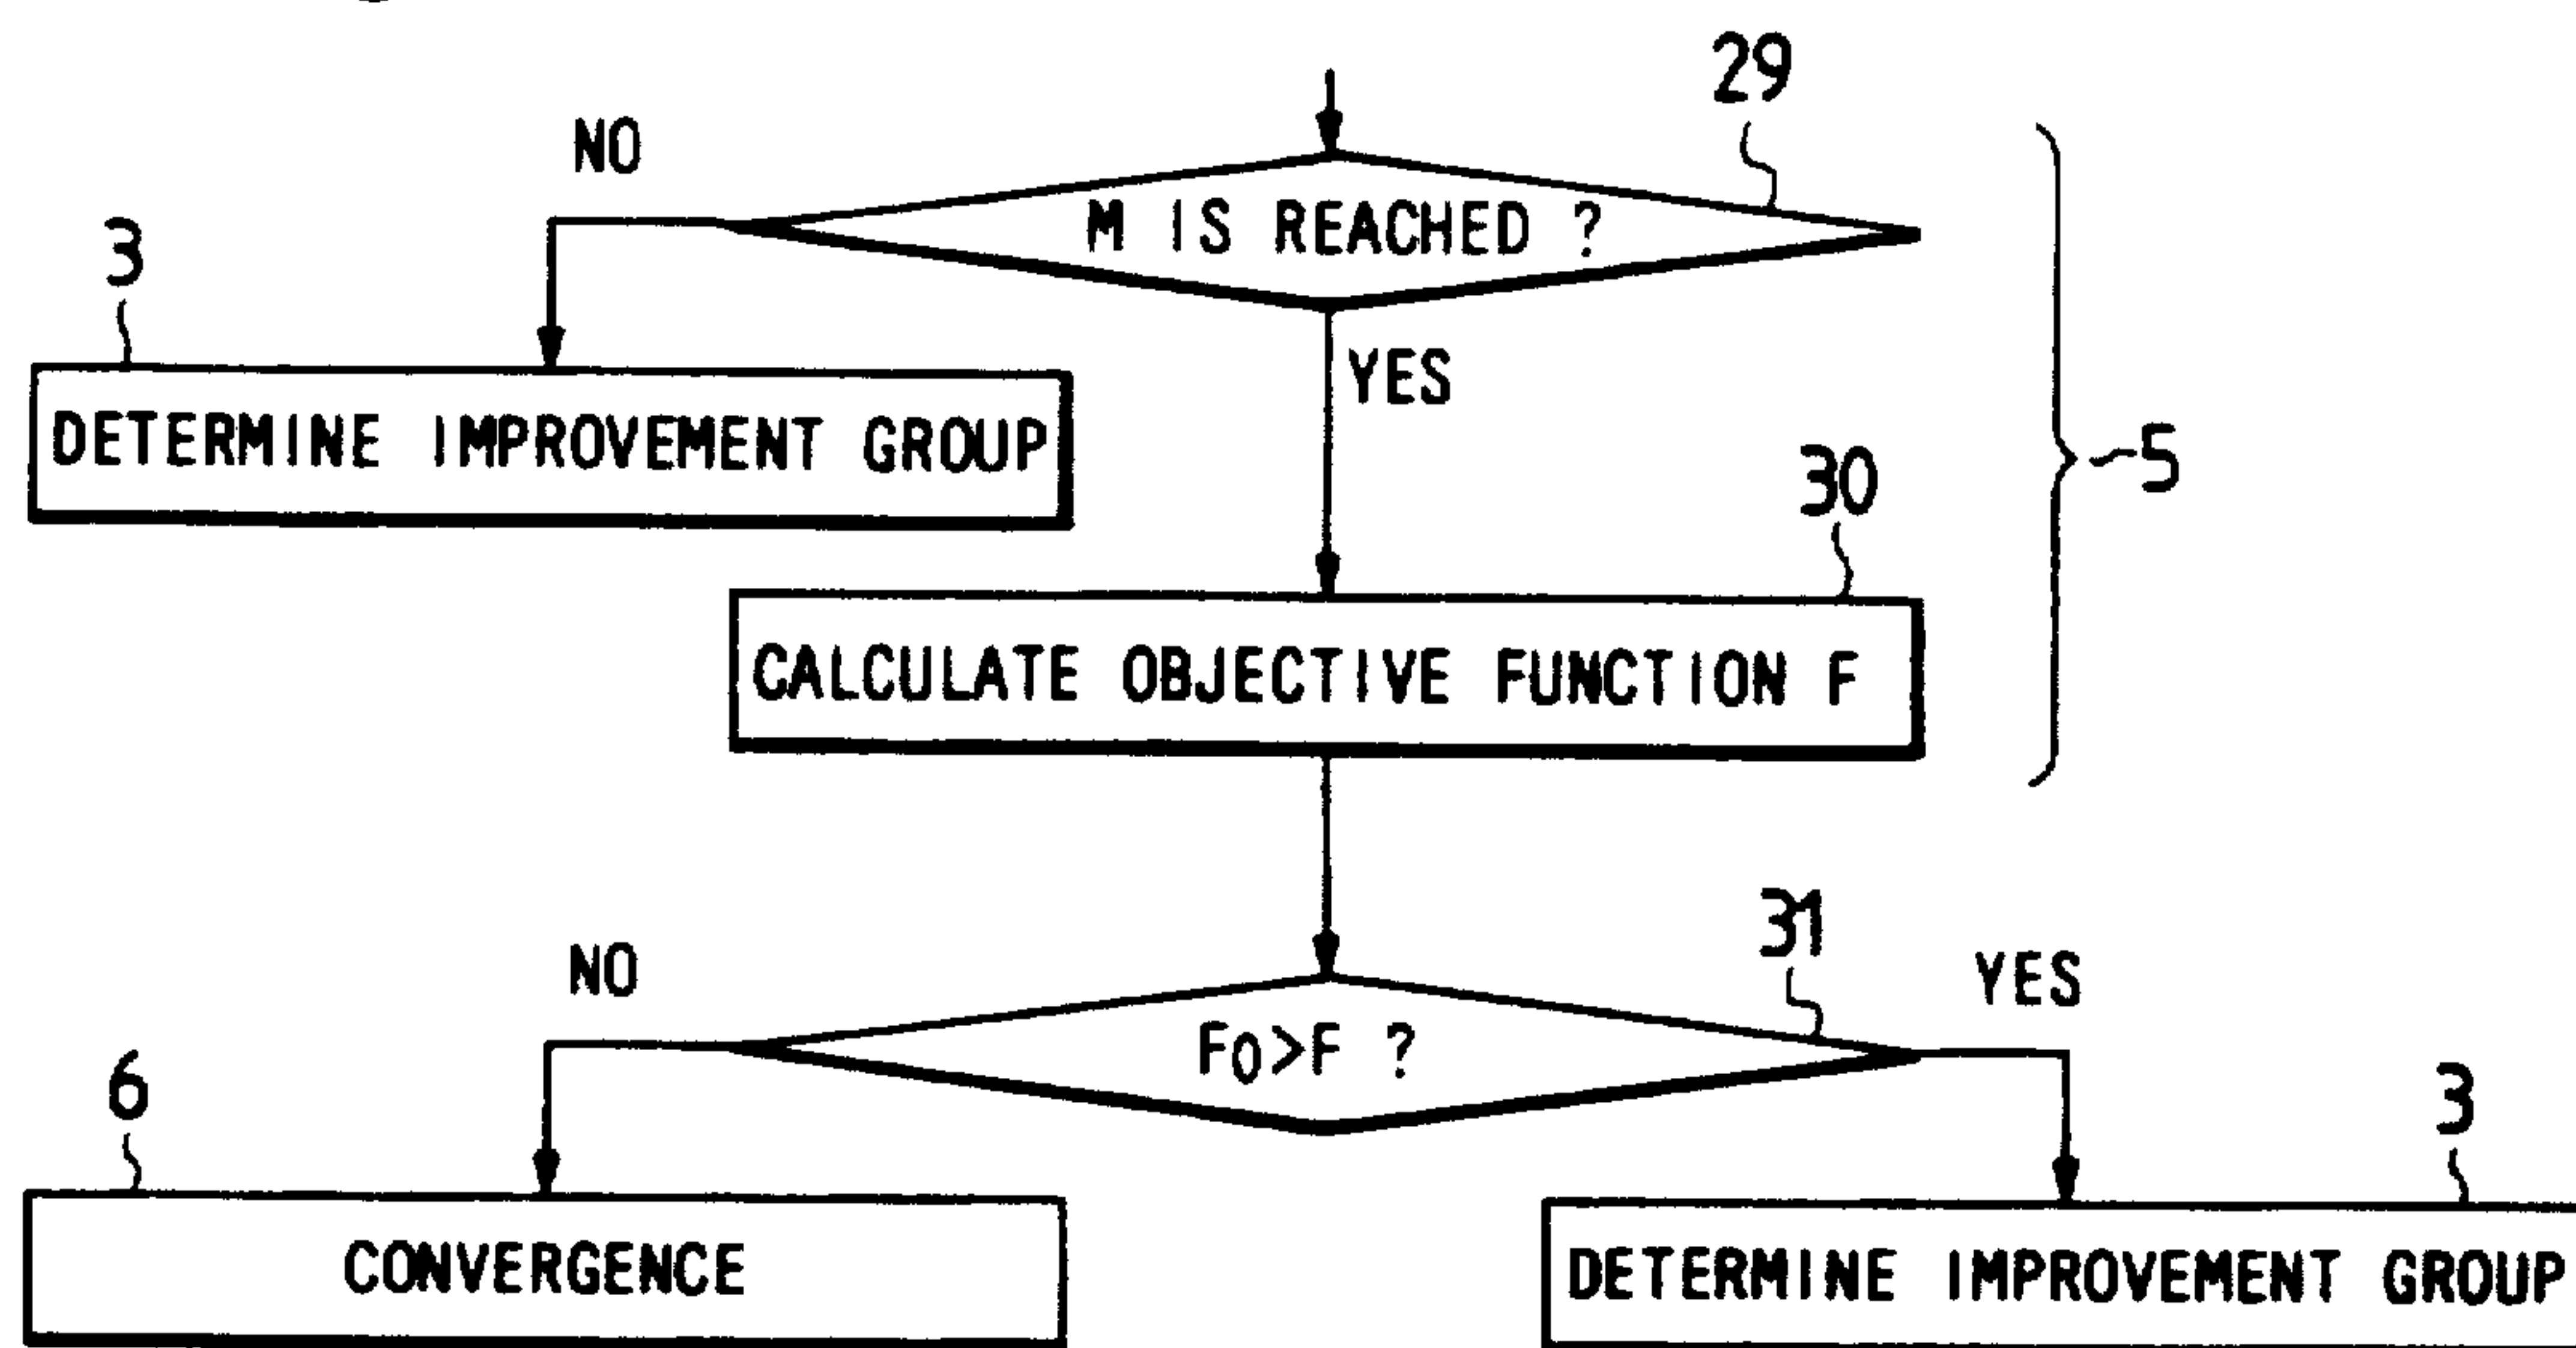 29
NO
M IS REACHED ?
3
YES
DETERMINE IMPROVEMENT GROUP
5
30
CALCULATE OBJECTIVE FUNCTION F
31
NO
YES
F0>F ?
6
3
CONVERGENCE
DETERMINE IMPROVEMENT GROUP